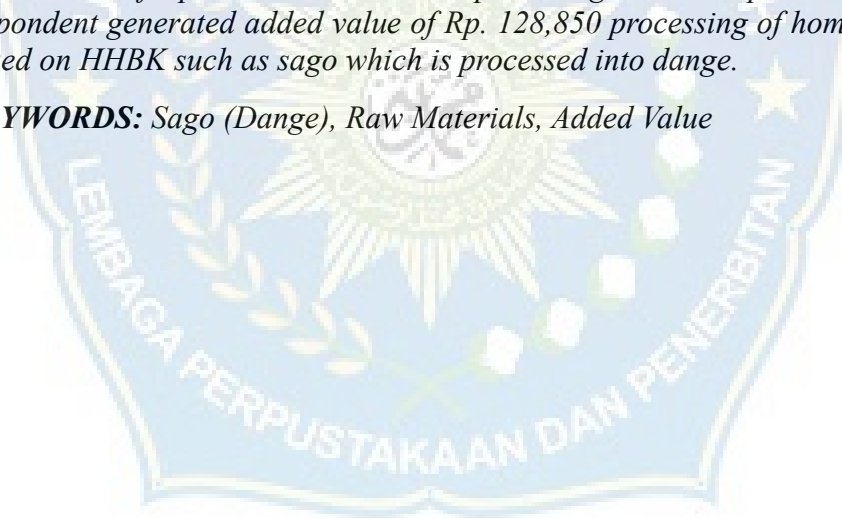 pondent generated added value of Rp. 128,850 processing of hom
ed on HHBK such as sago which is processed into dange.
YWORDS: Sago (Dange), Raw Materials, Added Value
LEMBAGA PERPUSTAKAAN DAN PENERBITAN